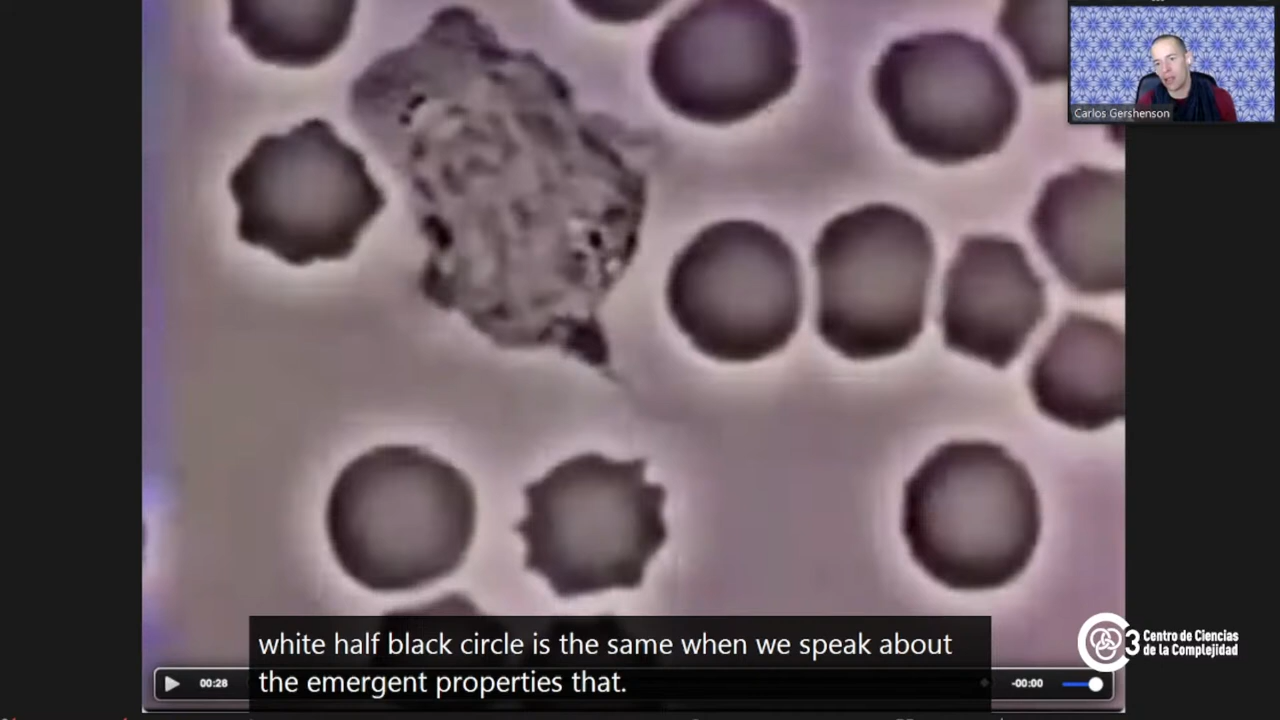 Carlos Gershenson
white half black circle is the same when we speak about
the emergent properties that.
00:28
-00:00
3 Centro de Ciencias
de la Complejidad